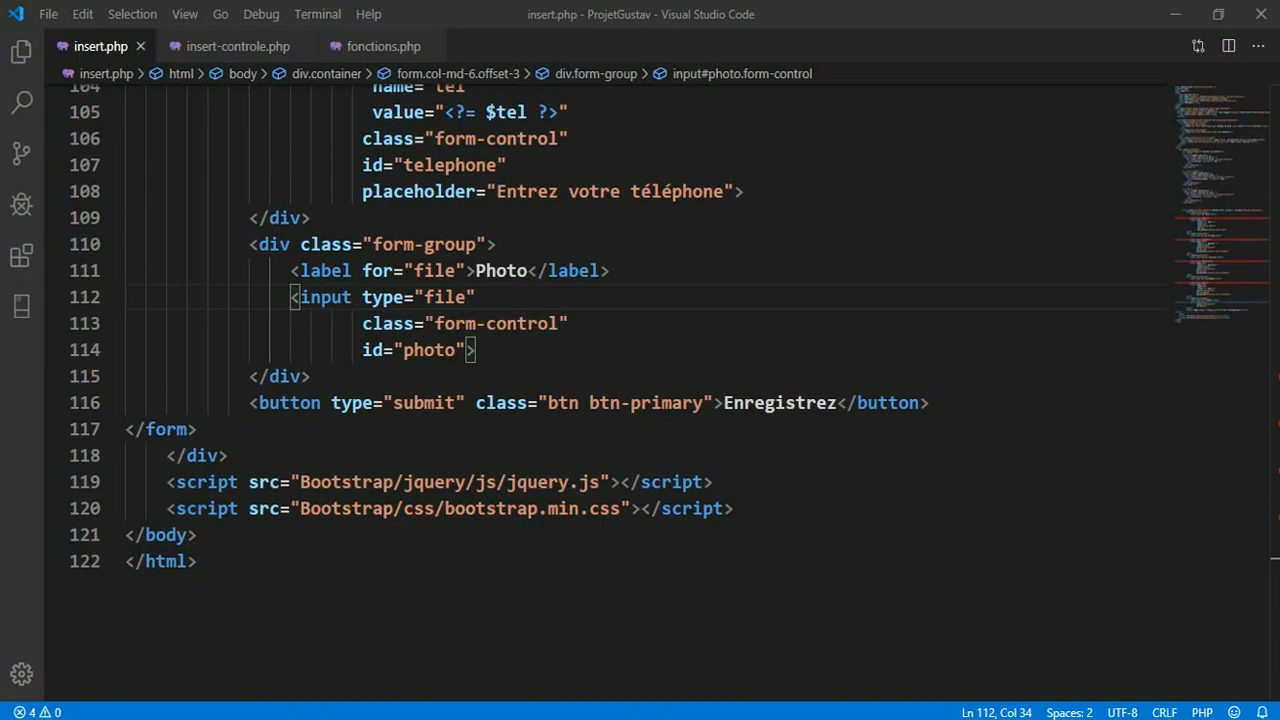 File Edit Selection View Go Debug Terminal Help insert.php - ProjetGustav - Visual Studio Code
insert.php insert-controle.php fonctions.php
insert.php > html > body > div.container > form.col-md-6.offset-3 > div.form-group > input#photo.form-control
104 name="tel"
105 value="<?= $tel ?>"
106 class="form-control"
107 id="telephone"
108 placeholder="Entrez votre téléphone">
109 </div>
110 <div class="form-group">
111 <label for="file">Photo</label>
112 <input type="file"
113 class="form-control"
114 id="photo">
115 </div>
116 <button type="submit" class="btn btn-primary">Enregistrez</button>
117 </form>
118 </div>
119 <script src="Bootstrap/jquery/js/jquery.js"></script>
120 <script src="Bootstrap/css/bootstrap.min.css"></script>
121 </body>
122 </html>
4 0 Ln 112, Col 34 Spaces: 2 UTF-8 CRLF PHP